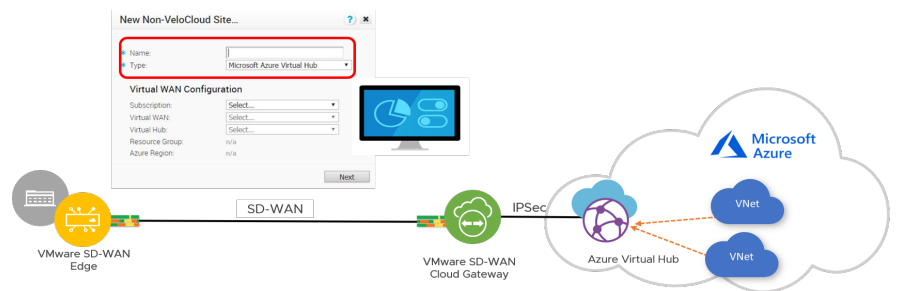 New Non-VeloCloud Site...
? ×
* Name:
* Type: Microsoft Azure Virtual Hub
Virtual WAN Configuration
Subscription: Select...
Virtual WAN: Select...
Virtual Hub: Select...
Resource Group: n/a
Azure Region: n/a
Next
Microsoft
Azure
SD-WAN
IPSec
VNet
VNet
VMware SD-WAN
Edge
VMware SD-WAN
Cloud Gateway
Azure Virtual Hub